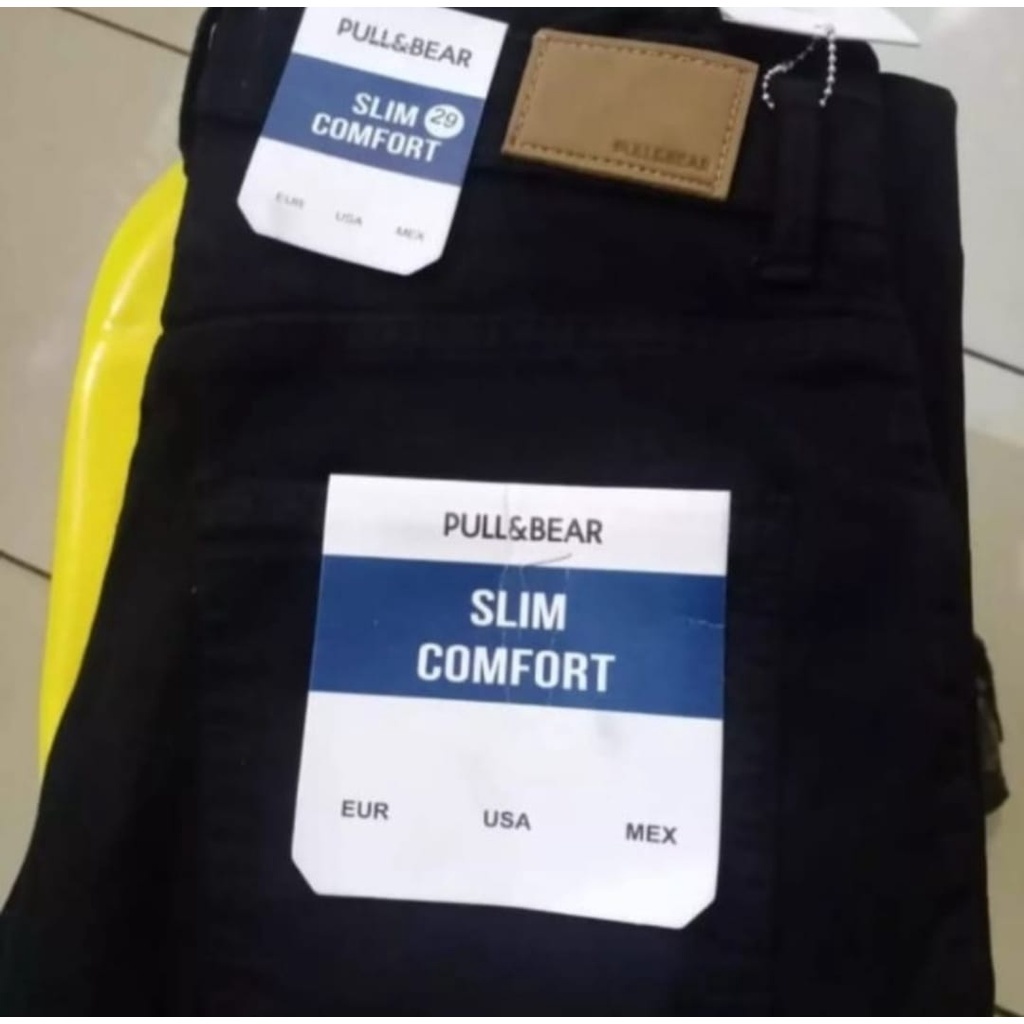 PULL&BEAR
SLIM 29
COMFORT
EUR USA MEX
PULL&BEAR
PULL&BEAR
SLIM
COMFORT
EUR USA MEX